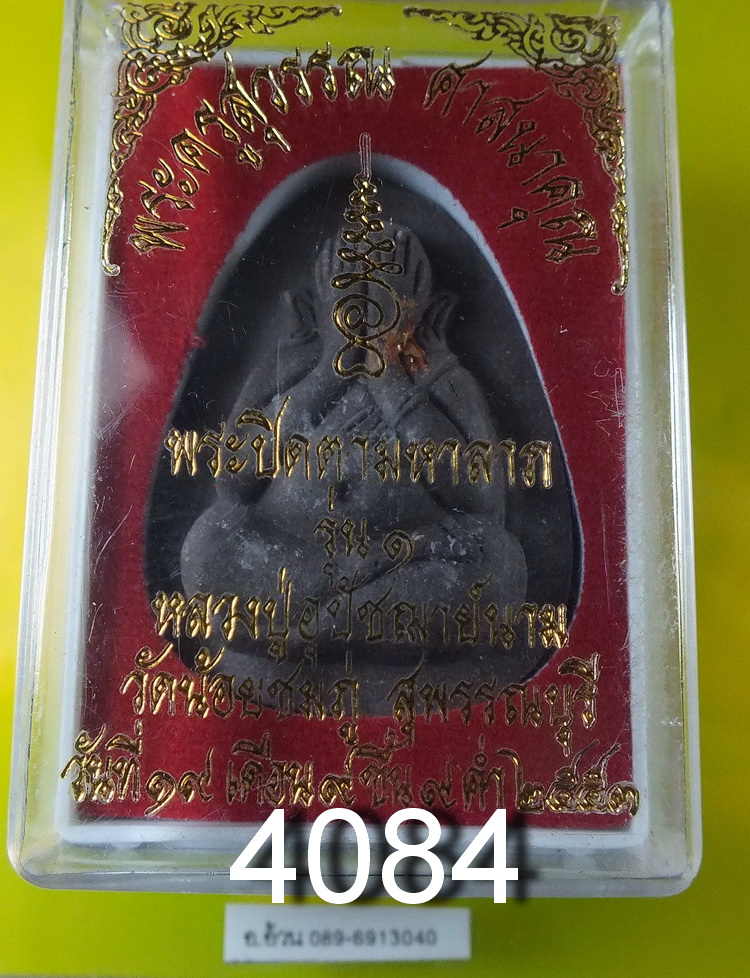 พระครูสุวรรณ ศาสนาคุณ
พระปิดตามหาลาภ
รุ่น ๑
หลวงปู่อุปัชฌาย์นาม
วัดน้อยชมภู่ สุพรรณบุรี
วันที่ ๑๙ เดือน ๙ ขึ้น ๙ ค่ำ ๒๕๕๓
4084
อ.อ้วน 089-6913040